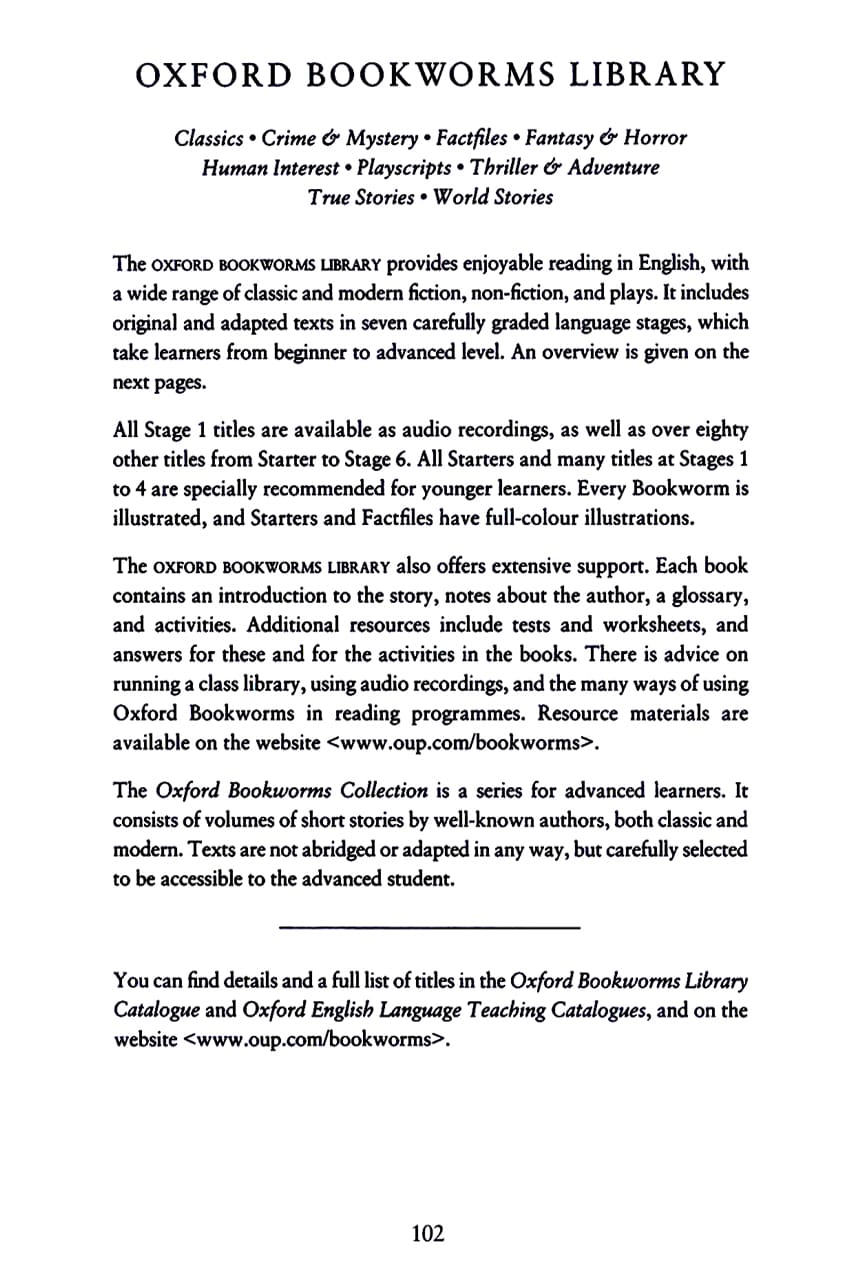 OXFORD BOOKWORMS LIBRARY
Classics • Crime & Mystery • Factfiles • Fantasy & Horror
Human Interest • Playscripts • Thriller & Adventure
True Stories • World Stories
The OXFORD BOOKWORMS LIBRARY provides enjoyable reading in English, with
a wide range of classic and modern fiction, non-fiction, and plays. It includes
original and adapted texts in seven carefully graded language stages, which
take learners from beginner to advanced level. An overview is given on the
next pages.
All Stage 1 titles are available as audio recordings, as well as over eighty
other titles from Starter to Stage 6. All Starters and many titles at Stages 1
to 4 are specially recommended for younger learners. Every Bookworm is
illustrated, and Starters and Factfiles have full-colour illustrations.
The OXFORD BOOKWORMS LIBRARY also offers extensive support. Each book
contains an introduction to the story, notes about the author, a glossary,
and activities. Additional resources include tests and worksheets, and
answers for these and for the activities in the books. There is advice on
running a class library, using audio recordings, and the many ways of using
Oxford Bookworms in reading programmes. Resource materials are
available on the website <www.oup.com/bookworms>.
The Oxford Bookworms Collection is a series for advanced learners. It
consists of volumes of short stories by well-known authors, both classic and
modern. Texts are not abridged or adapted in any way, but carefully selected
to be accessible to the advanced student.
You can find details and a full list of titles in the Oxford Bookworms Library
Catalogue and Oxford English Language Teaching Catalogues, and on the
website <www.oup.com/bookworms>.
102